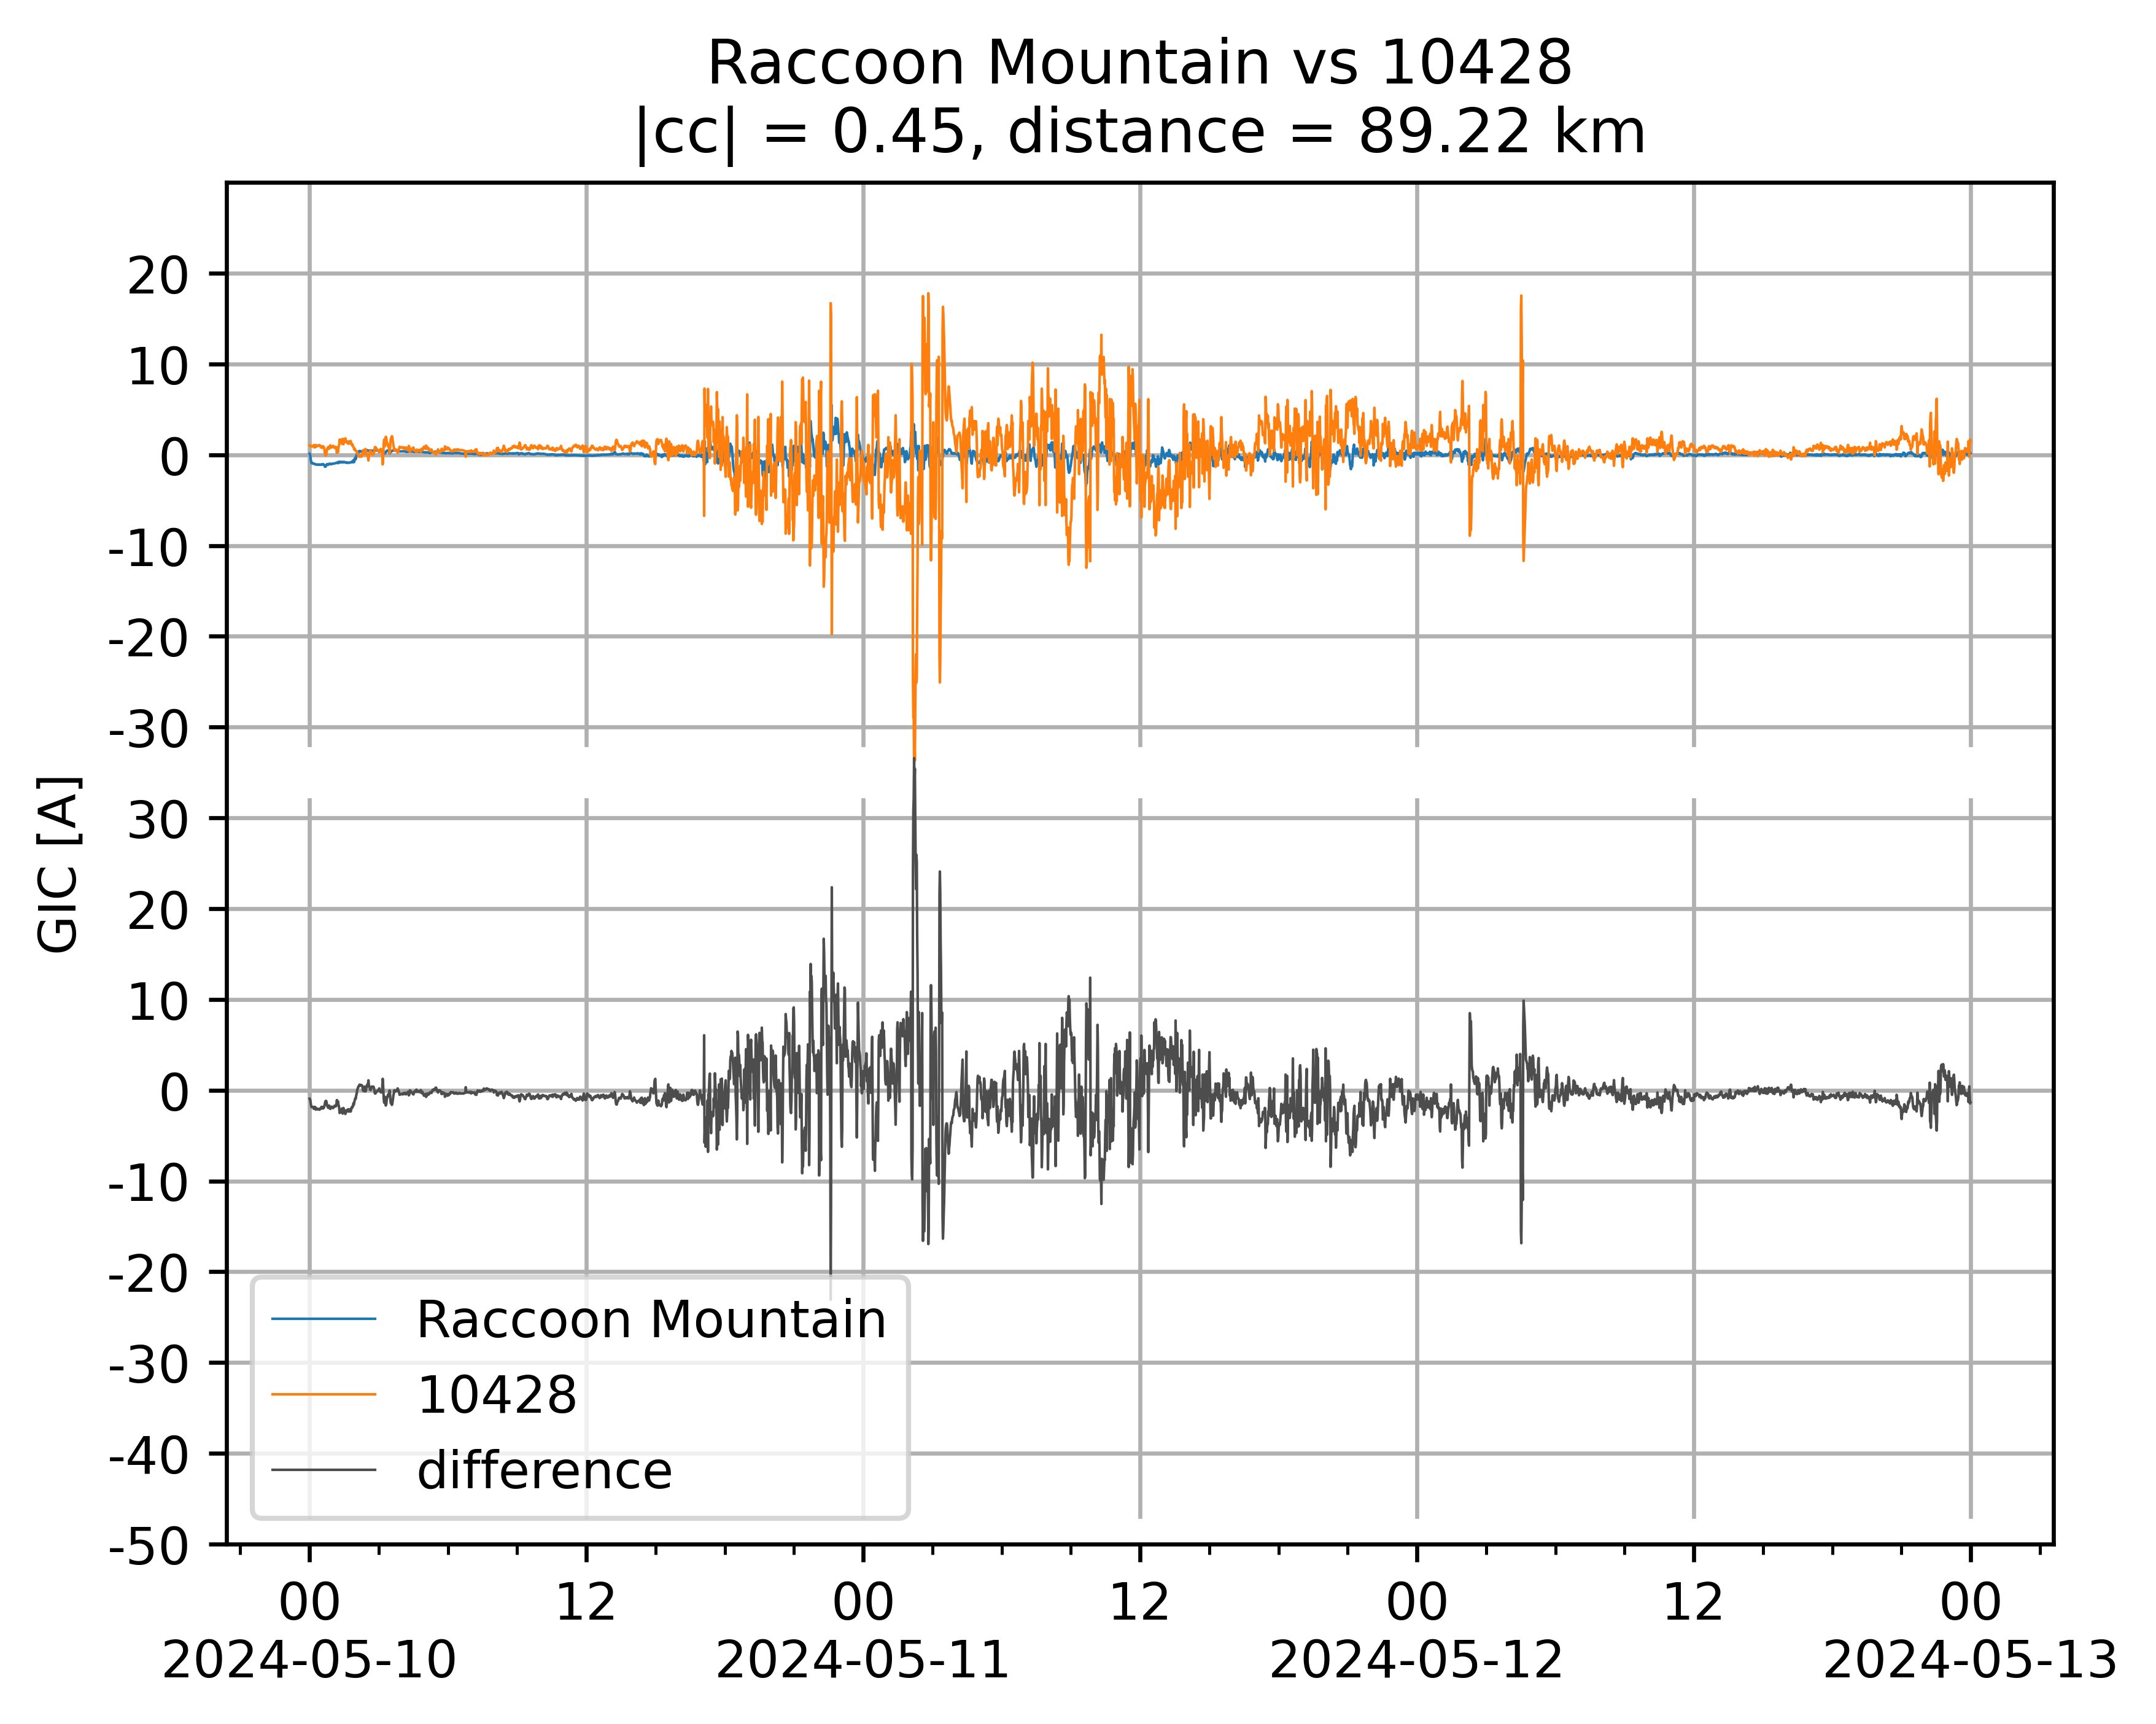 Raccoon Mountain vs 10428
|cc| = 0.45, distance = 89.22 km
GIC [A]
20
10
0
-10
-20
-30
30
20
10
0
-10
-20
-30
-40
-50
Raccoon Mountain
10428
difference
00 12 00 12 00 12 00
2024-05-10 2024-05-11 2024-05-12 2024-05-13